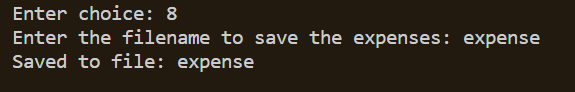 Enter choice: 8
Enter the filename to save the expenses: expense
Saved to file: expense